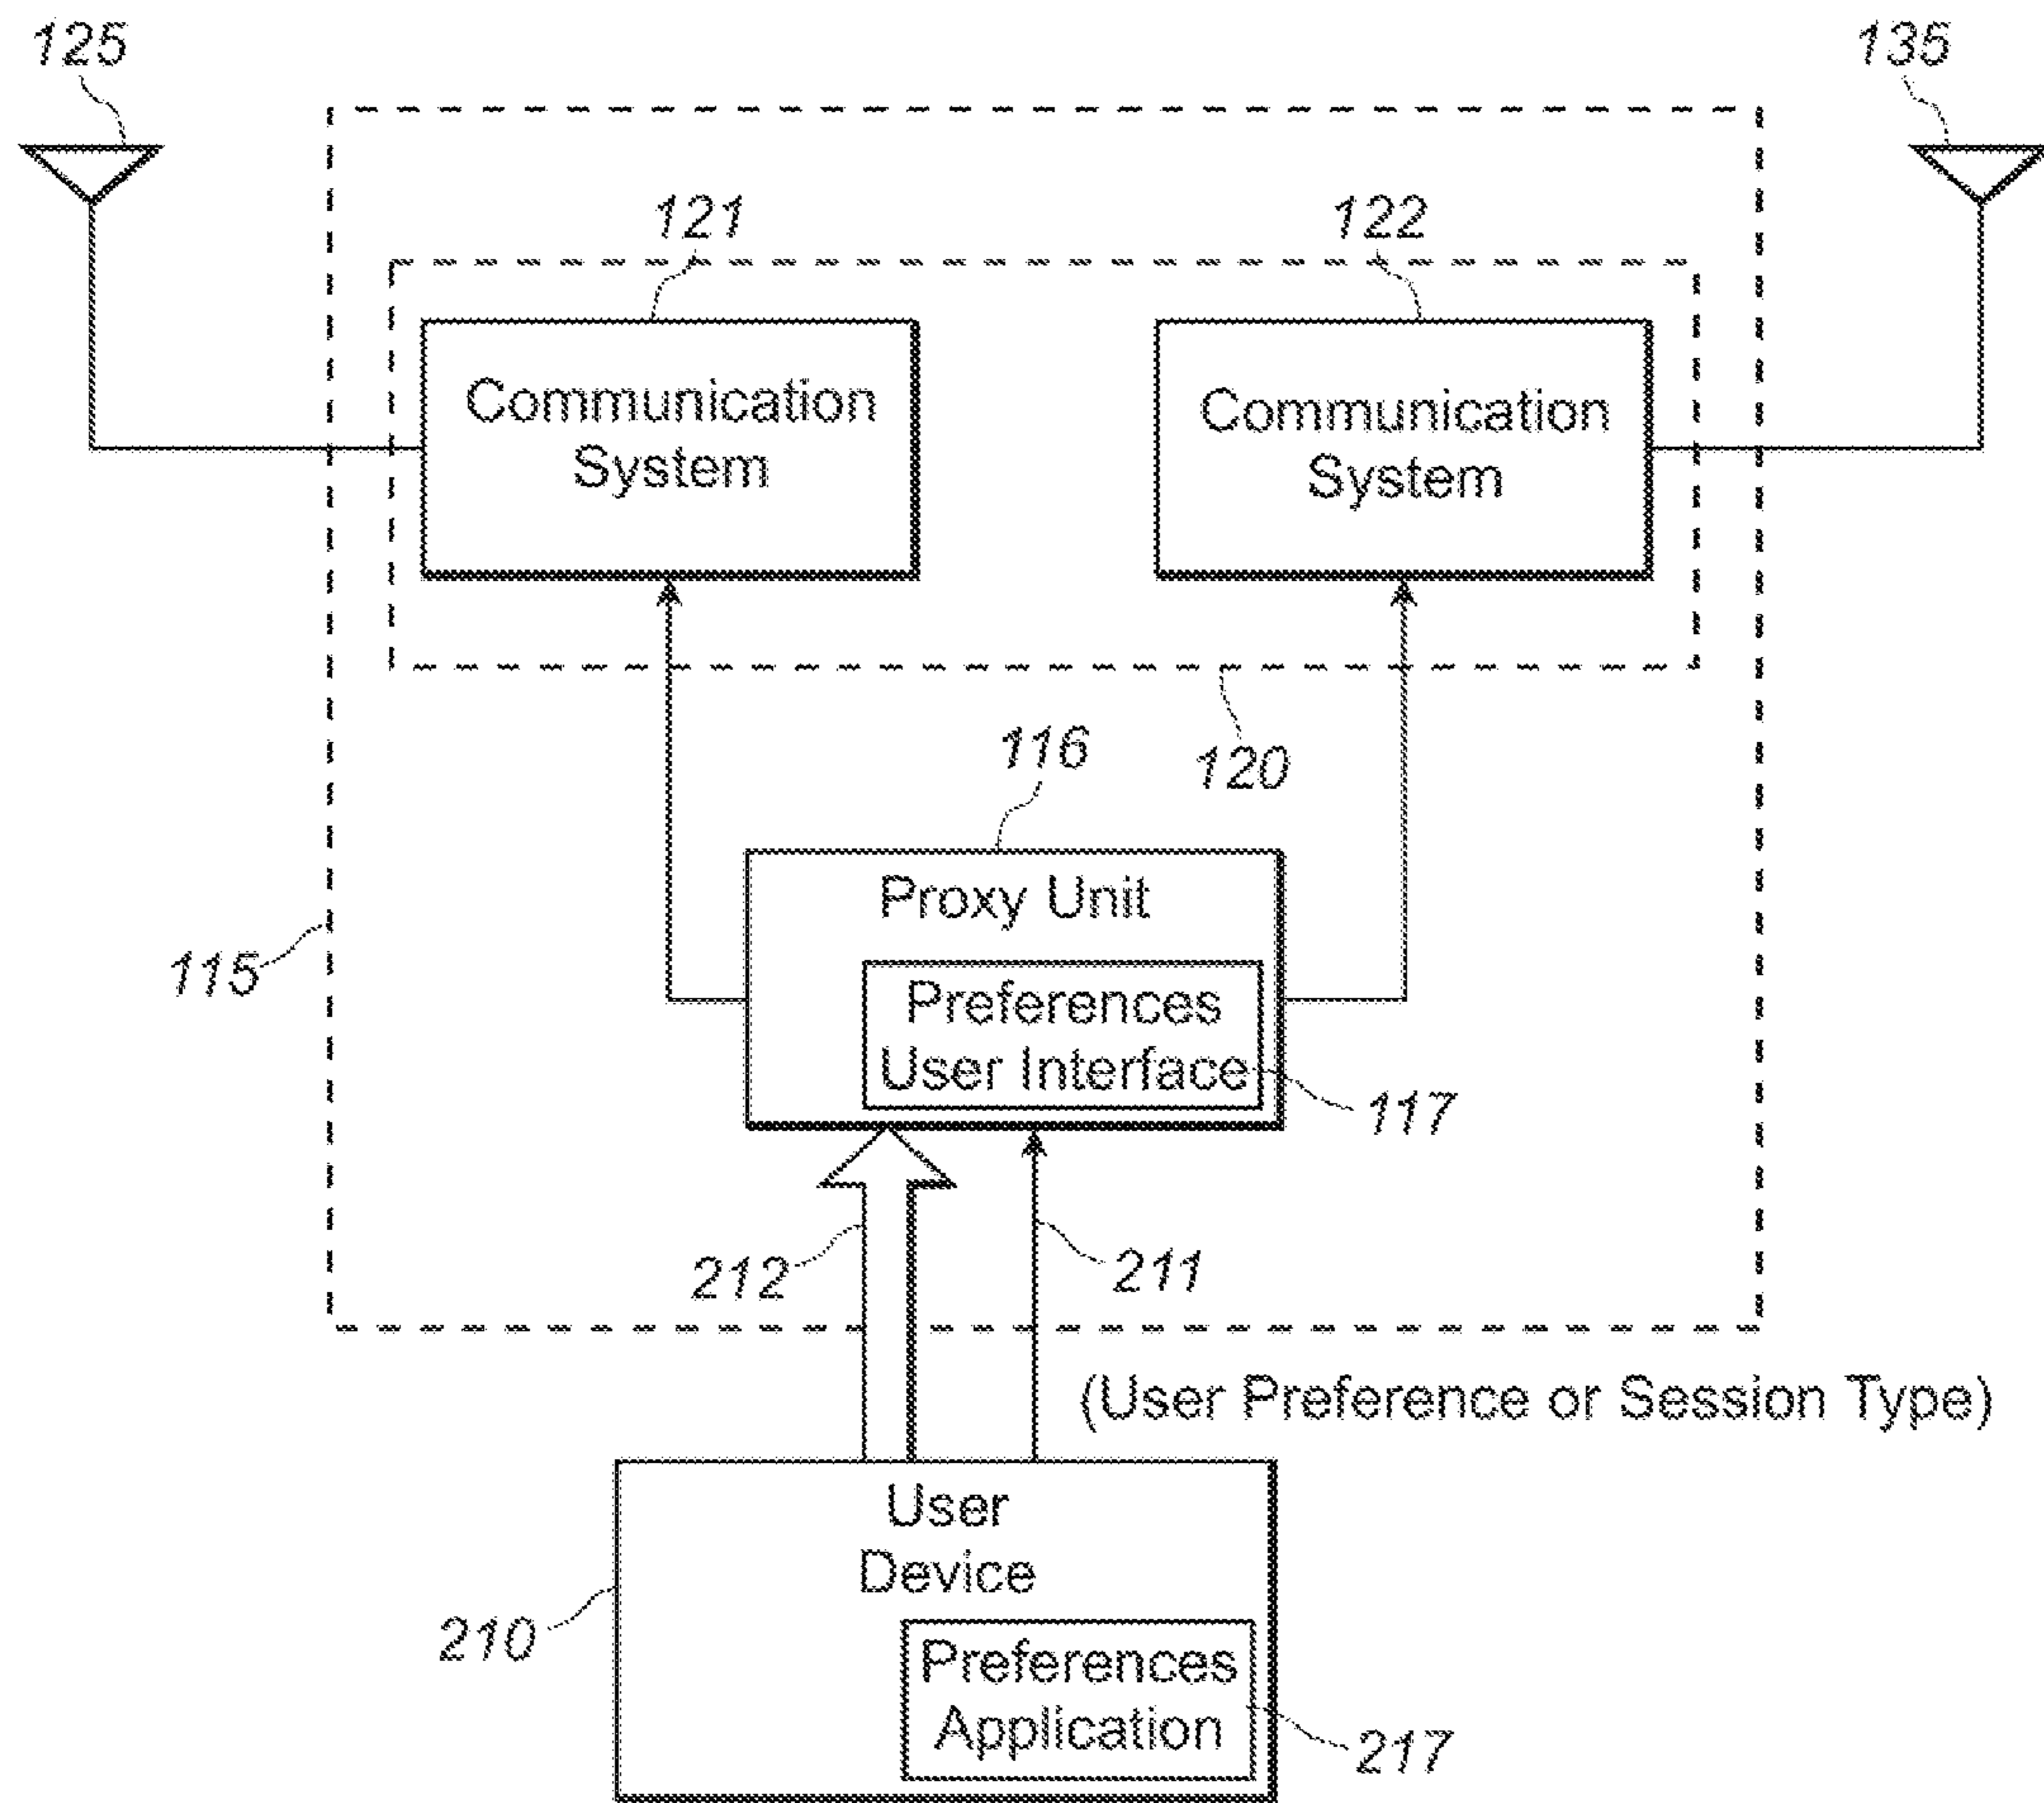 125
135
121
122
Communication
System
Communication
System
120
116
Proxy Unit
115
Preferences
User Interface
117
212
211
(User Preference or Session Type)
User
Device
210
Preferences
Application
217